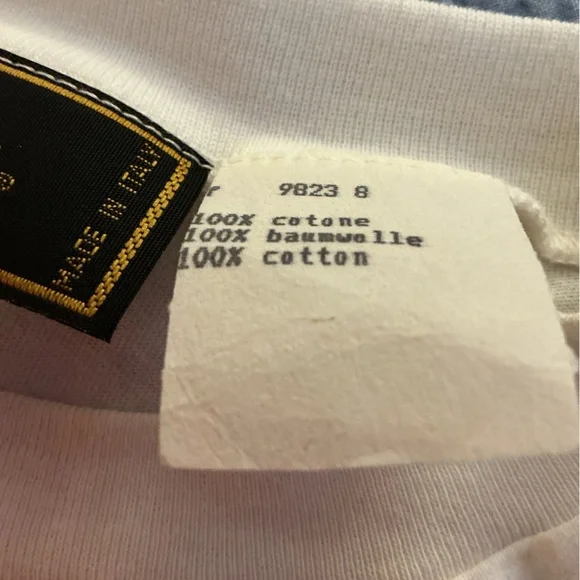 MADE IN ITALY
r 9823 8
100% cotone
100% baumwolle
100% cotton